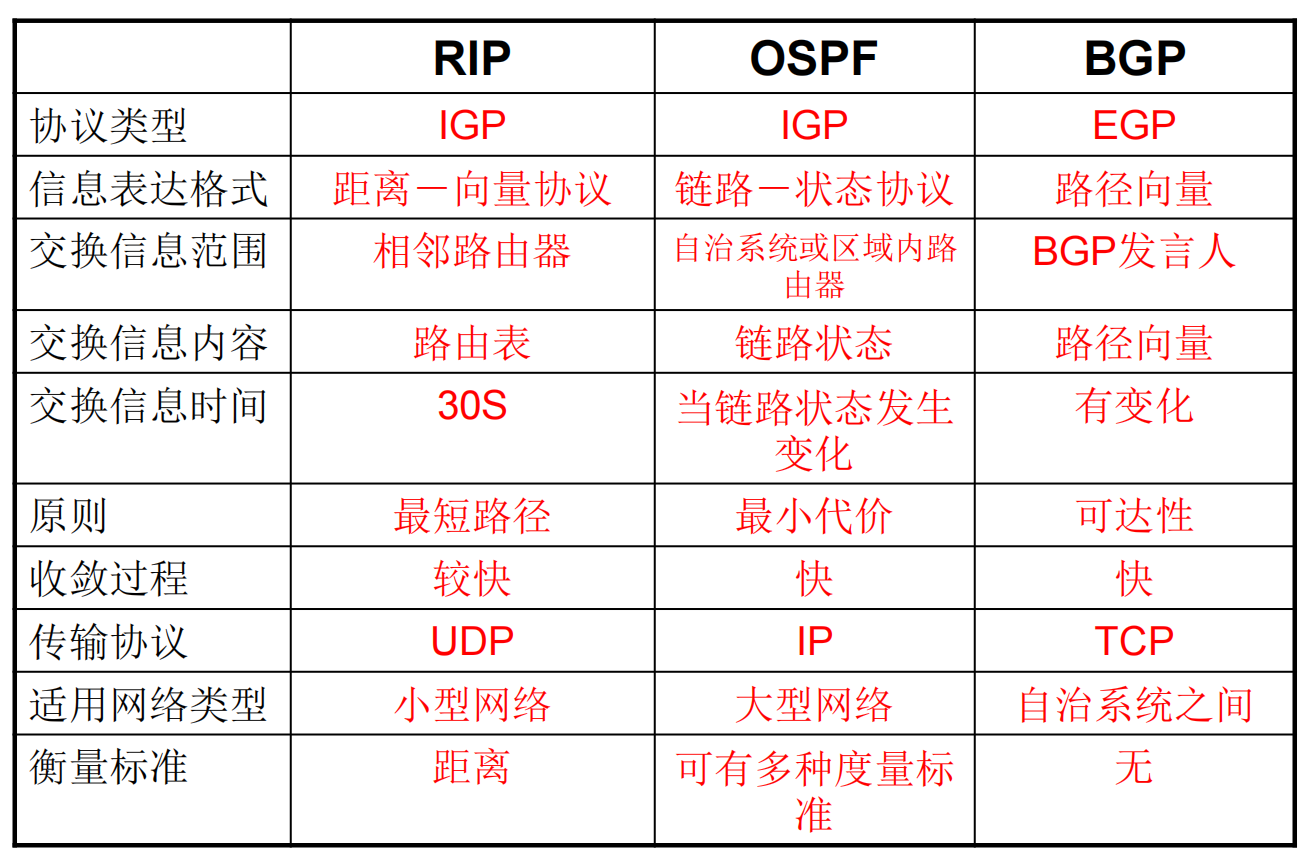 RIP OSPF BGP
协议类型 IGP IGP EGP
信息表达格式 距离－向量协议 链路－状态协议 路径向量
交换信息范围 相邻路由器 自治系统或区域内路 BGP发言人
由器
交换信息内容 路由表 链路状态 路径向量
交换信息时间 30S 当链路状态发生 有变化
变化
原则 最短路径 最小代价 可达性
收敛过程 较快 快 快
传输协议 UDP IP TCP
适用网络类型 小型网络 大型网络 自治系统之间
衡量标准 距离 可有多种度量标 无
准